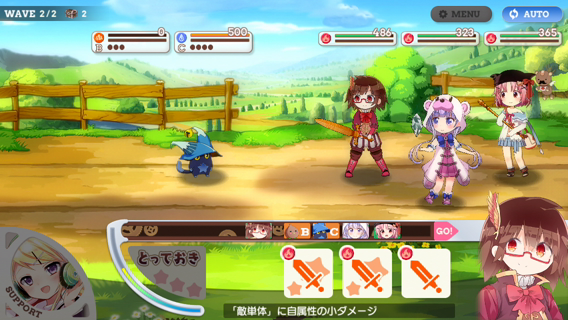 WAVE 2/2 2
MENU
AUTO
B 0
C 500
486
323
365
B C GO!
SUPPORT
とっておき
「敵単体」に自属性の小ダメージ